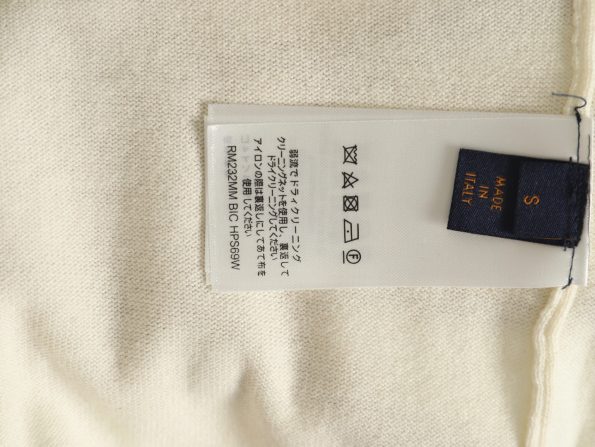 S
MADE
IN
ITALY
F
弱流でドライクリーニング
クリーニングネットを使用し、裏返して
ドライクリーニングしてください
アイロンの際は裏返しにしてあて布を
使用してください
RM232MM BIC HPS69W